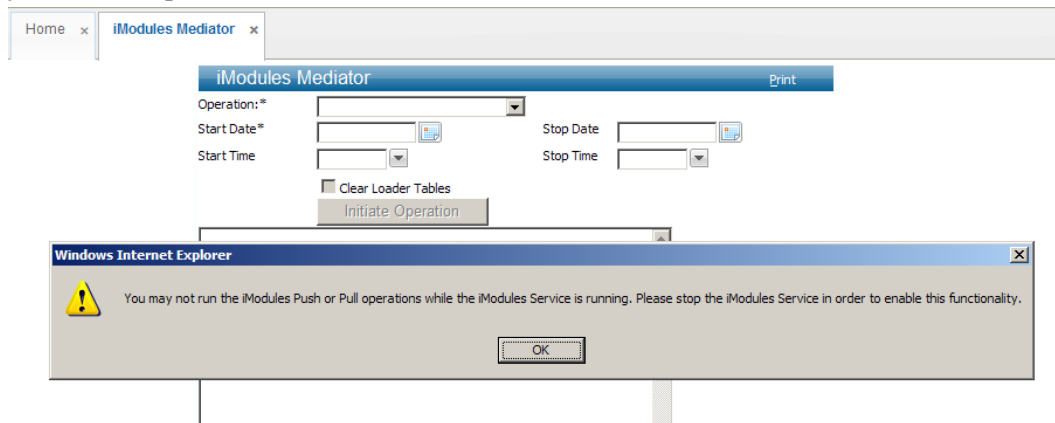 Home x iModules Mediator x
iModules Mediator Print
Operation:*
Start Date* Stop Date
Start Time Stop Time
Clear Loader Tables
Initiate Operation
Windows Internet Explorer
You may not run the iModules Push or Pull operations while the iModules Service is running. Please stop the iModules Service in order to enable this functionality.
OK